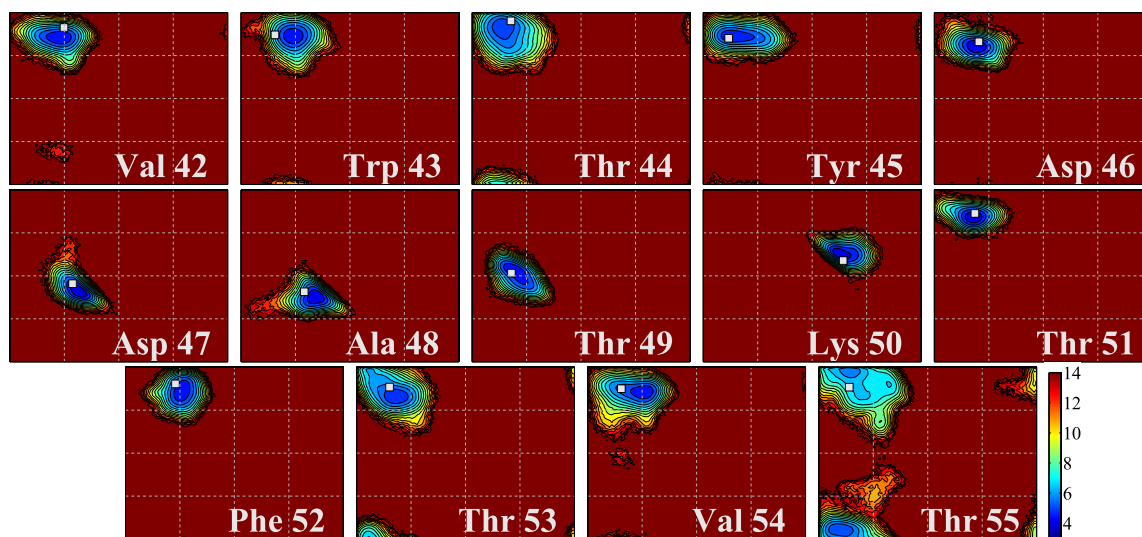 Val 42
Trp 43
Thr 44
Tyr 45
Asp 46
Asp 47
Ala 48
Thr 49
Lys 50
Thr 51
Phe 52
Thr 53
Val 54
Thr 55
14
12
10
8
6
4